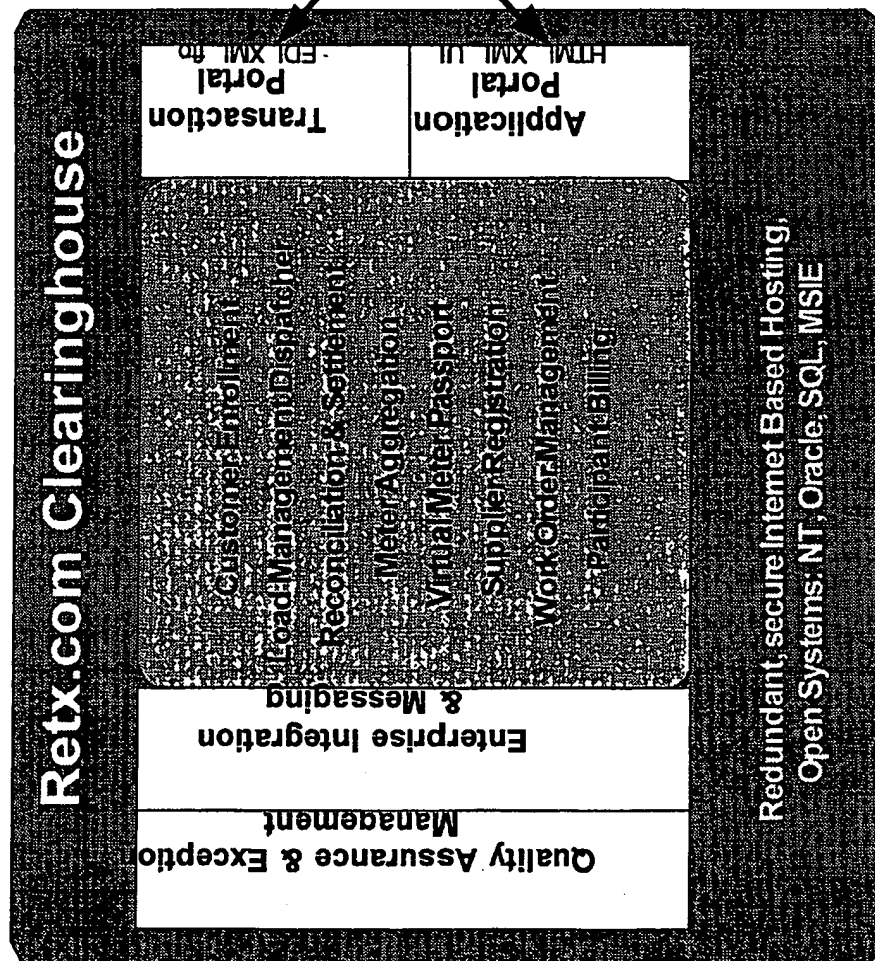 Retx.com Clearinghouse
Quality Assurance & Exception
Management
Enterprise Integration
& Messaging
Customer Enrollment
Load Management Dispatcher
Reconciliation & Settlement
Meter Aggregation
Virtual Meter Passport
Supplier Registration
Work Order Management
Participant Billing
Transaction
Portal
EDI XML ftp
Application
Portal
HTML XML UI
Redundant, secure Internet Based Hosting,
Open Systems: NT, Oracle, SQL, MSIE